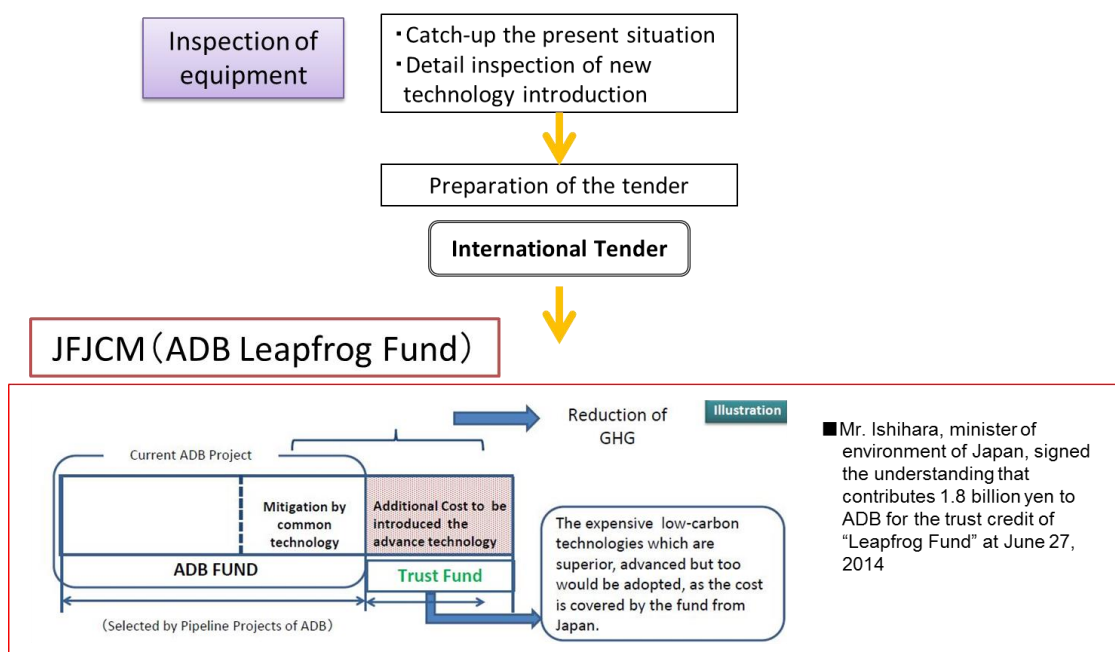 Inspection of
equipment
・Catch-up the present situation
・Detail inspection of new
technology introduction
Preparation of the tender
International Tender
JFJCM（ADB Leapfrog Fund）
Reduction of
GHG
Illustration
Current ADB Project
Mitigation by
common
technology
Additional Cost to be
introduced the
advance technology
ADB FUND
Trust Fund
（Selected by Pipeline Projects of ADB）
The expensive low-carbon
technologies which are
superior, advanced but too
would be adopted, as the cost
is covered by the fund from
Japan.
■Mr. Ishihara, minister of
environment of Japan, signed
the understanding that
contributes 1.8 billion yen to
ADB for the trust credit of
“Leapfrog Fund” at June 27,
2014